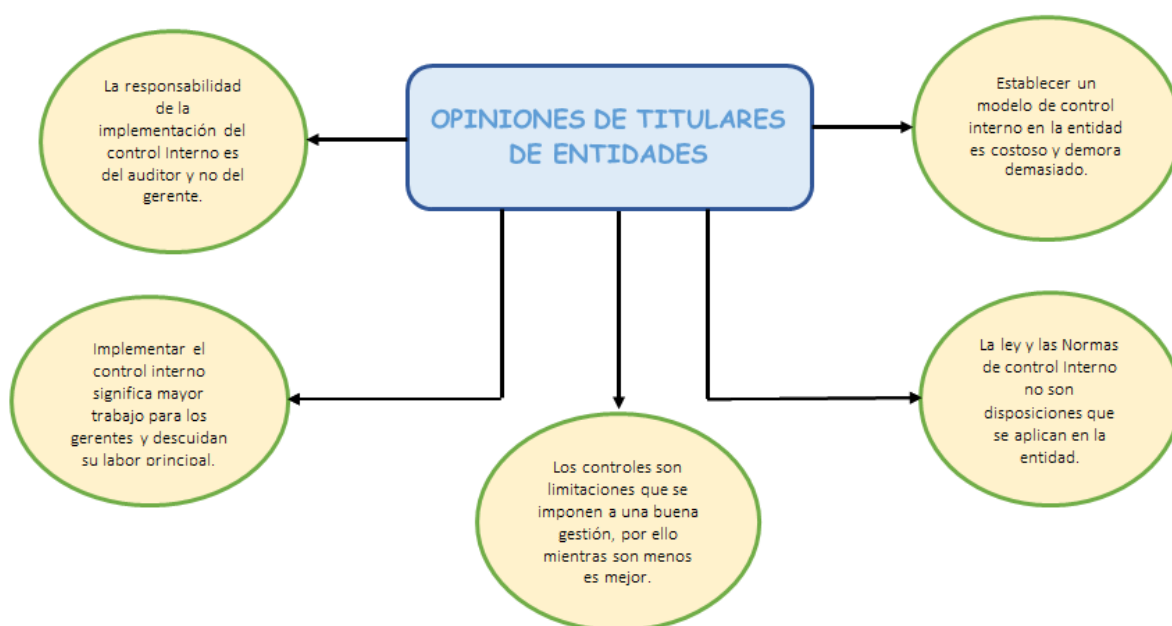 OPINIONES DE TITULARES
DE ENTIDADES
La responsabilidad
de la
implementación del
control Interno es
del auditor y no del
gerente.
Establecer un
modelo de control
interno en la entidad
es costoso y demora
demasiado.
Implementar el
control interno
significa mayor
trabajo para los
gerentes y descuidan
su labor principal.
Los controles son
limitaciones que se
imponen a una buena
gestión, por ello
mientras son menos
es mejor.
La ley y las Normas
de control Interno
no son
disposiciones que
se aplican en la
entidad.